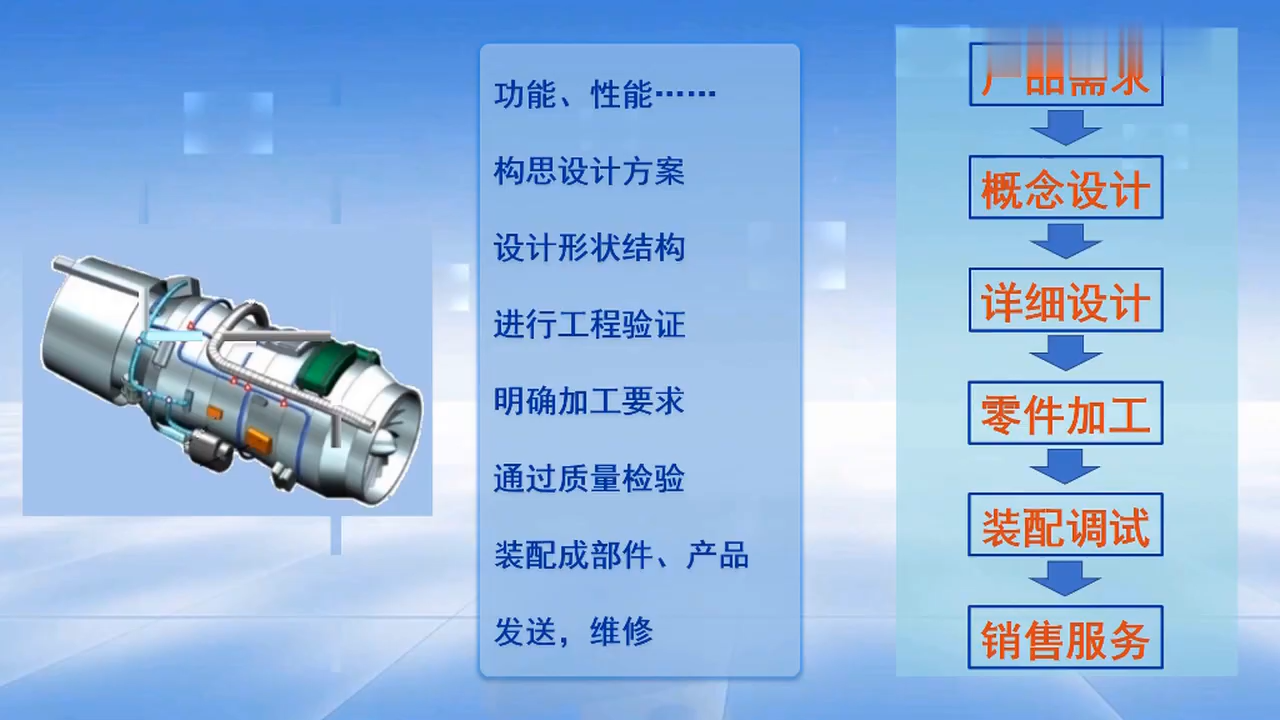 功能、性能……
构思设计方案
设计形状结构
进行工程验证
明确加工要求
通过质量检验
装配成部件、产品
发送，维修
产品需求
概念设计
详细设计
零件加工
装配调试
销售服务